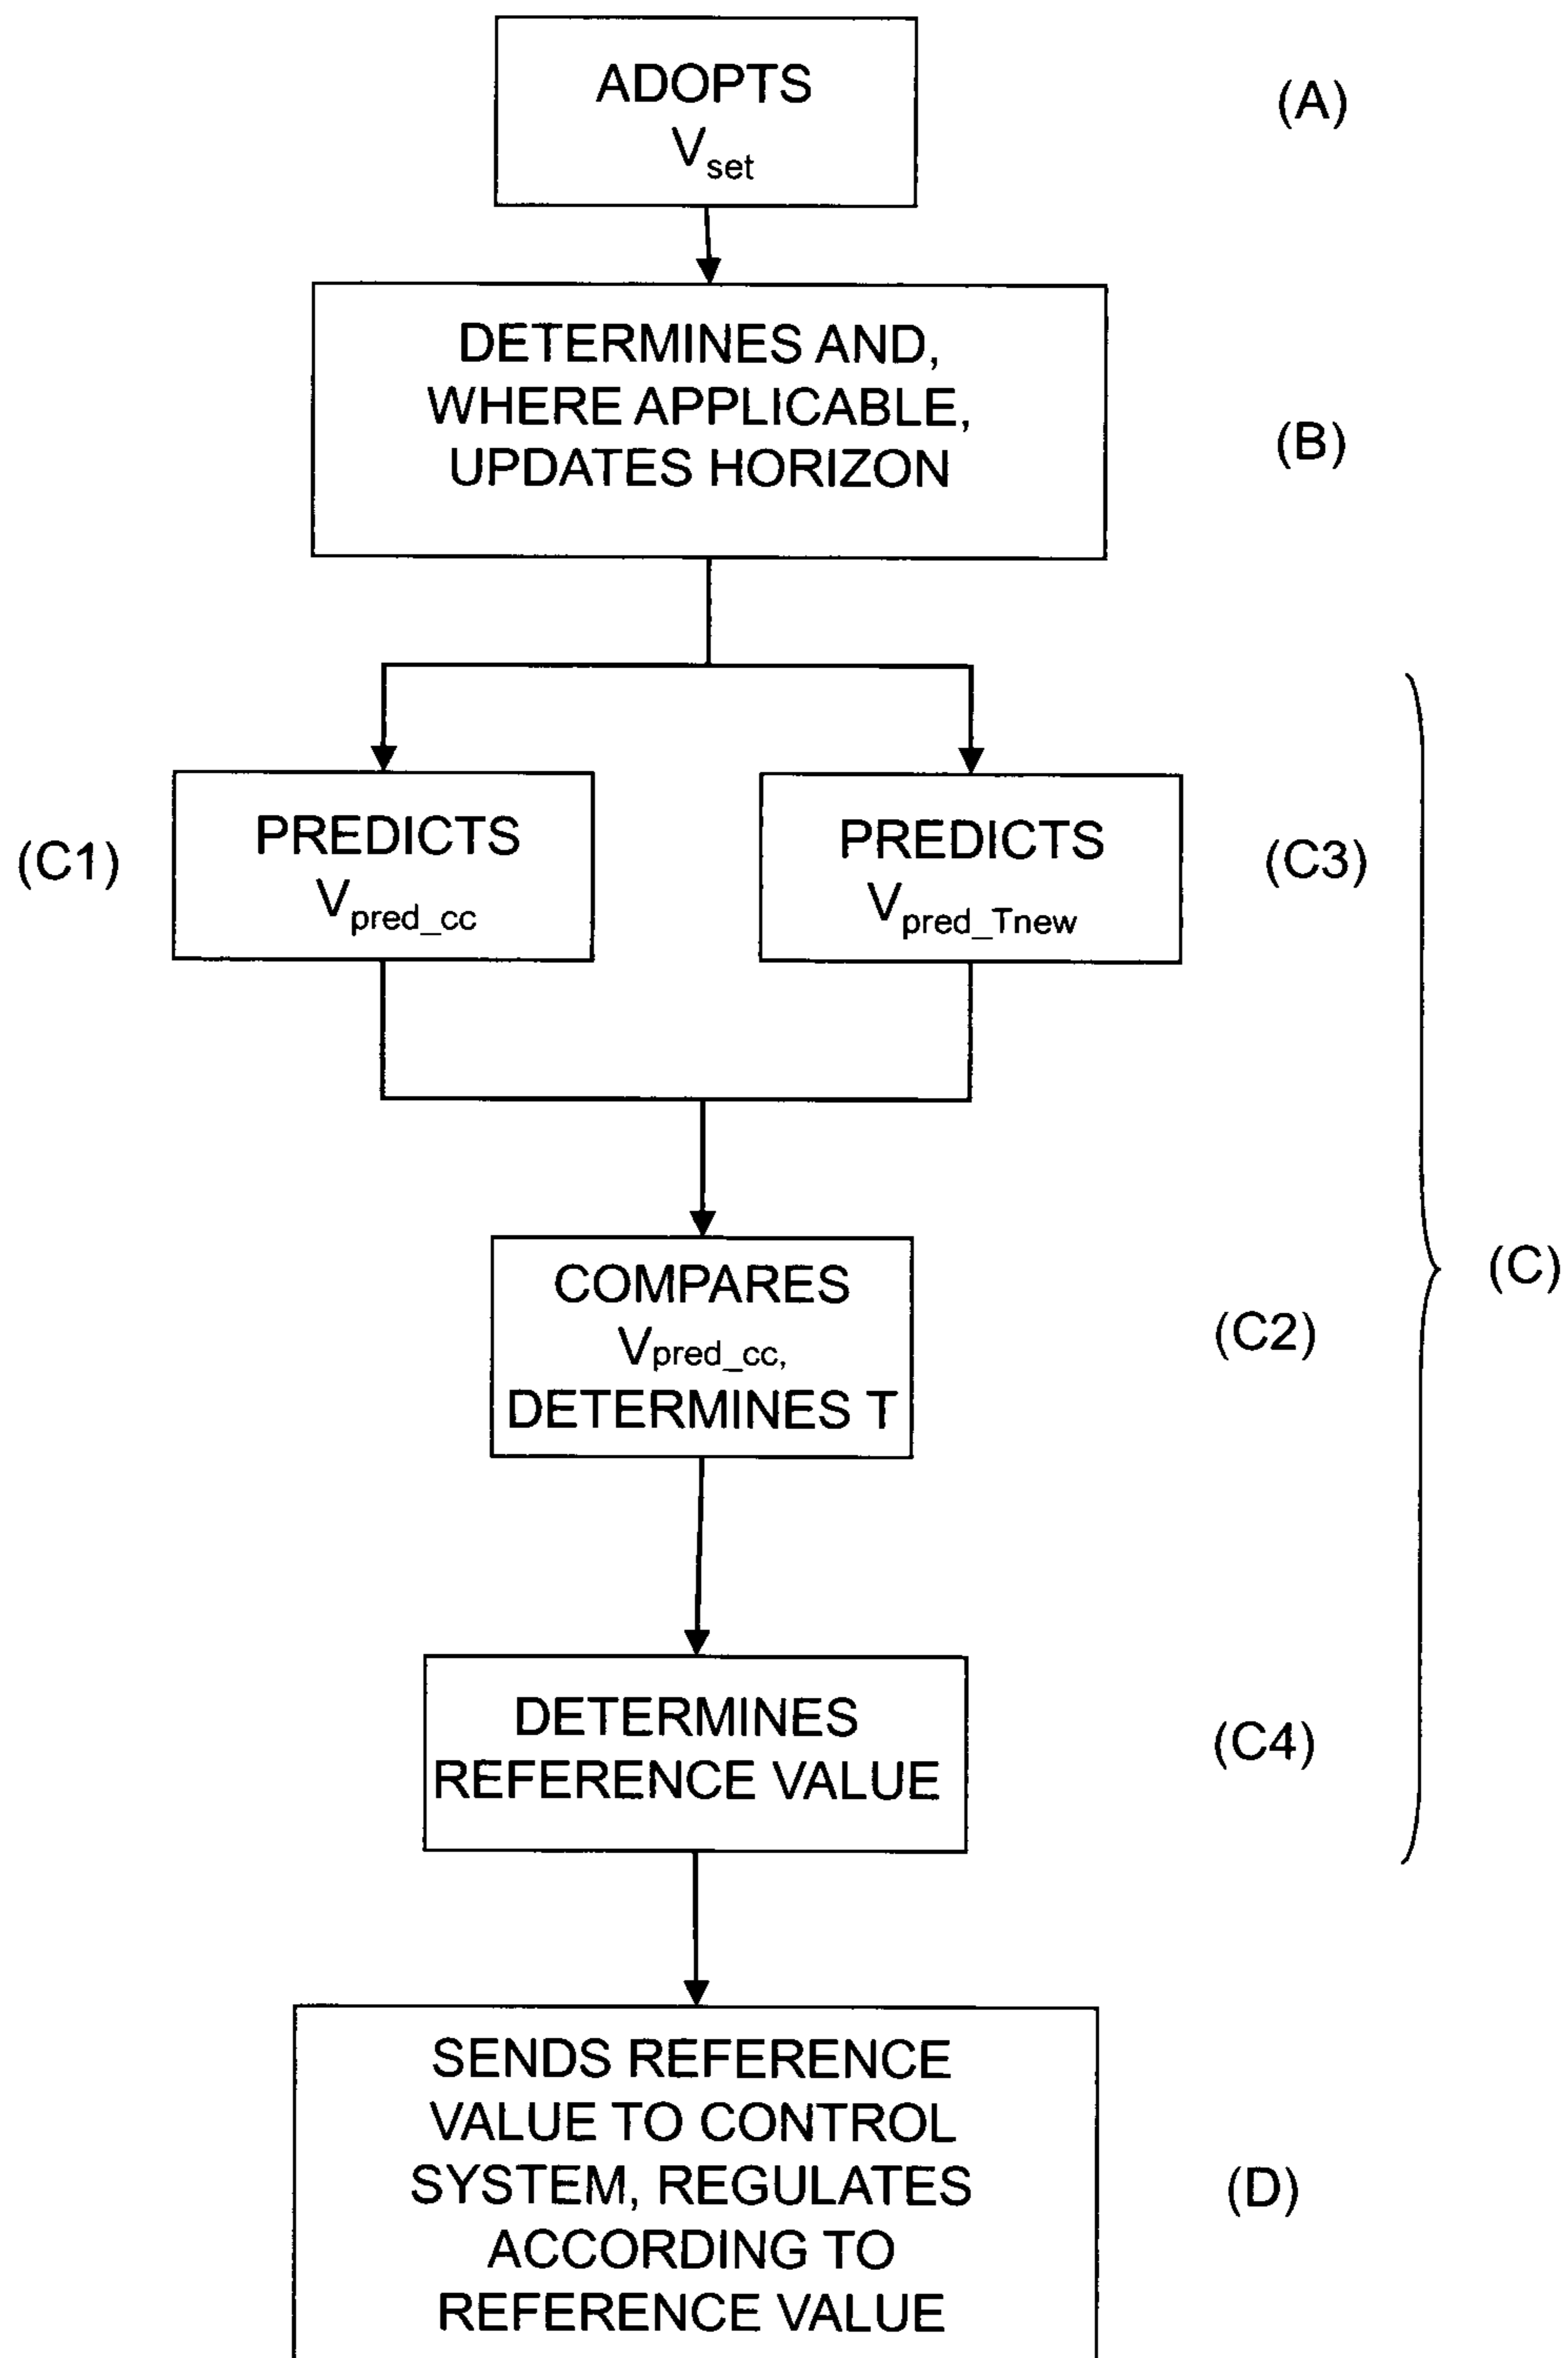 ADOPTS
V_set
(A)
DETERMINES AND,
WHERE APPLICABLE,
UPDATES HORIZON
(B)
(C1)
PREDICTS
V_pred_cc
PREDICTS
V_pred_Tnew
(C3)
COMPARES
V_pred_cc,
DETERMINES T
(C2)
(C)
DETERMINES
REFERENCE VALUE
(C4)
SENDS REFERENCE
VALUE TO CONTROL
SYSTEM, REGULATES
ACCORDING TO
REFERENCE VALUE
(D)